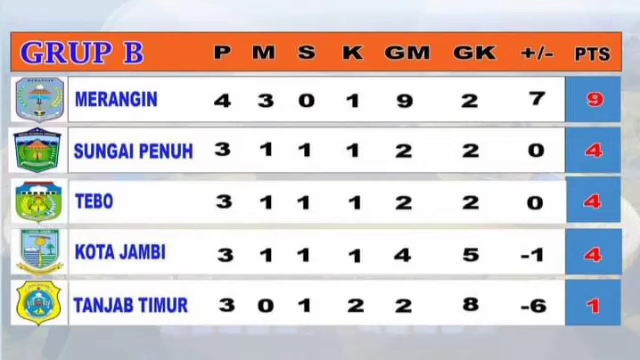 GRUP B P M S K GM GK +/- PTS
MERANGIN 4 3 0 1 9 2 7 9
SUNGAI PENUH 3 1 1 1 2 2 0 4
TEBO 3 1 1 1 2 2 0 4
KOTA JAMBI 3 1 1 1 4 5 -1 4
TANJAB TIMUR 3 0 1 2 2 8 -6 1